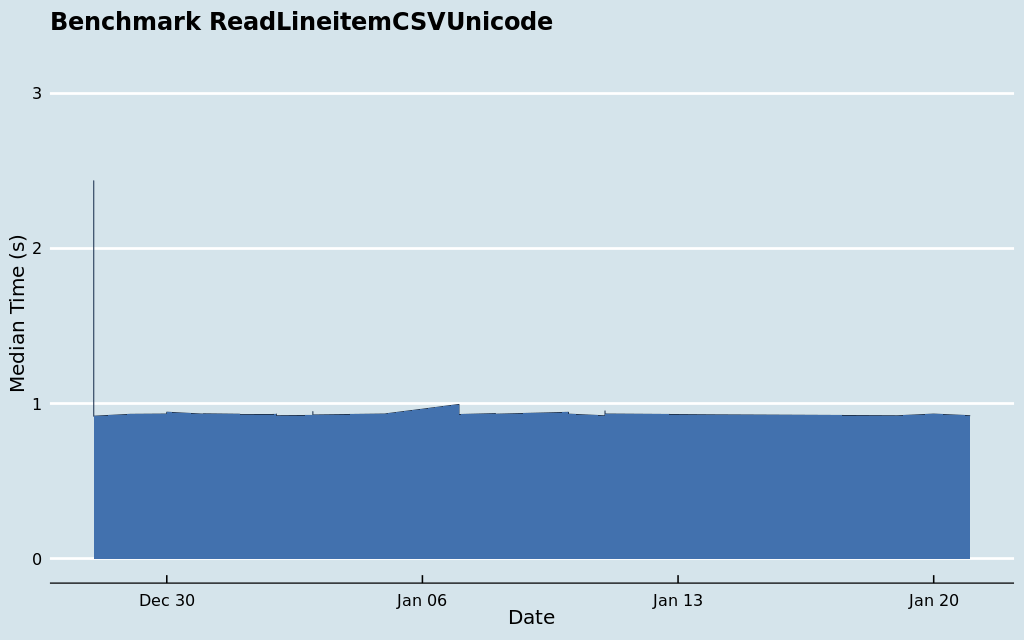 Benchmark ReadLineitemCSVUnicode
3
2
1
0
Median Time (s)
Dec 30
Jan 06
Jan 13
Jan 20
Date